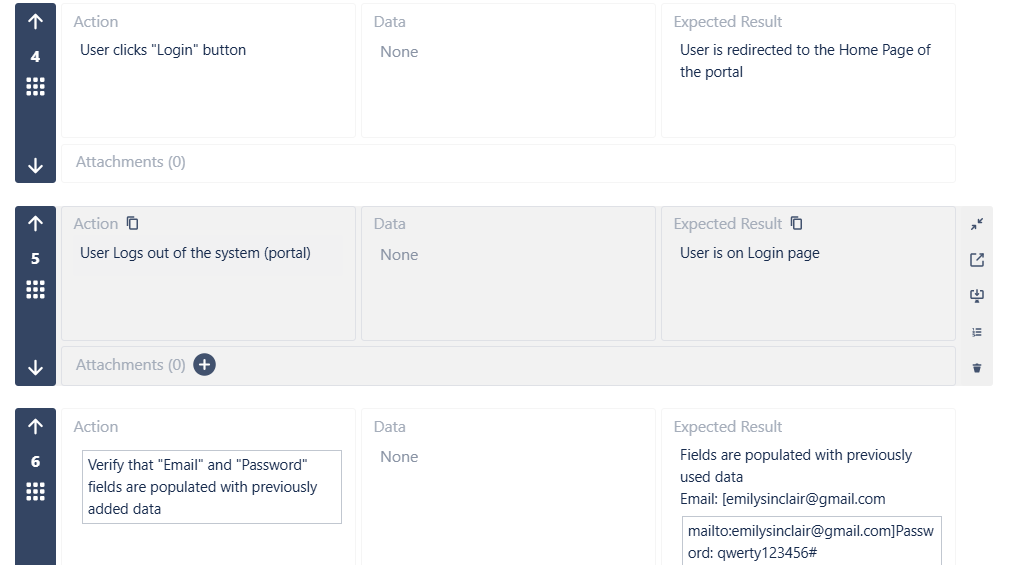 Action
Data
Expected Result
4
User clicks "Login" button
None
User is redirected to the Home Page of
the portal
Attachments (0)
Action
Data
Expected Result
5
User Logs out of the system (portal)
None
User is on Login page
Attachments (0)
Action
Data
Expected Result
6
Verify that "Email" and "Password"
fields are populated with previously
added data
None
Fields are populated with previously
used data
Email: [emilysinclair@gmail.com
mailto:emilysinclair@gmail.com]Passw
ord: qwerty123456#